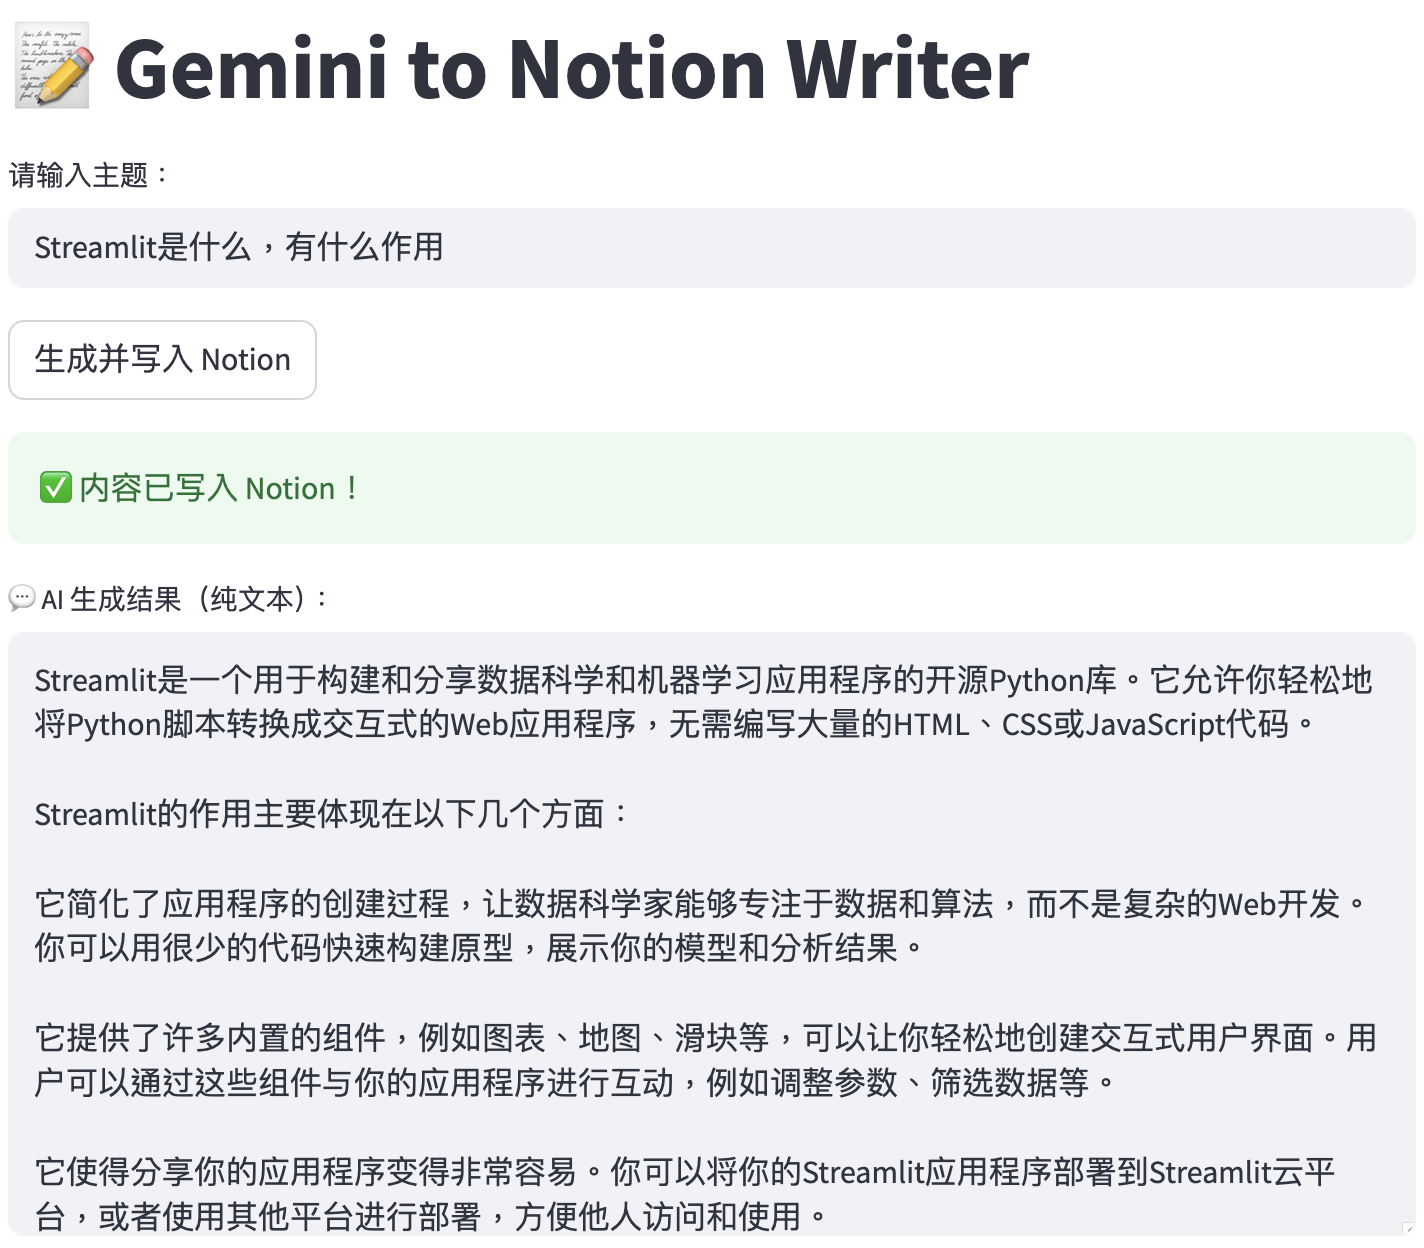 📝 Gemini to Notion Writer
请输入主题：
Streamlit是什么，有什么作用
生成并写入 Notion
✅ 内容已写入 Notion！
💬 AI 生成结果（纯文本）：
Streamlit是一个用于构建和分享数据科学和机器学习应用程序的开源Python库。它允许你轻松地
将Python脚本转换成交互式的Web应用程序，无需编写大量的HTML、CSS或JavaScript代码。
Streamlit的作用主要体现在以下几个方面：
它简化了应用程序的创建过程，让数据科学家能够专注于数据和算法，而不是复杂的Web开发。
你可以用很少的代码快速构建原型，展示你的模型和分析结果。
它提供了许多内置的组件，例如图表、地图、滑块等，可以让你轻松地创建交互式用户界面。用
户可以通过这些组件与你的应用程序进行互动，例如调整参数、筛选数据等。
它使得分享你的应用程序变得非常容易。你可以将你的Streamlit应用程序部署到Streamlit云平
台，或者使用其他平台进行部署，方便他人访问和使用。